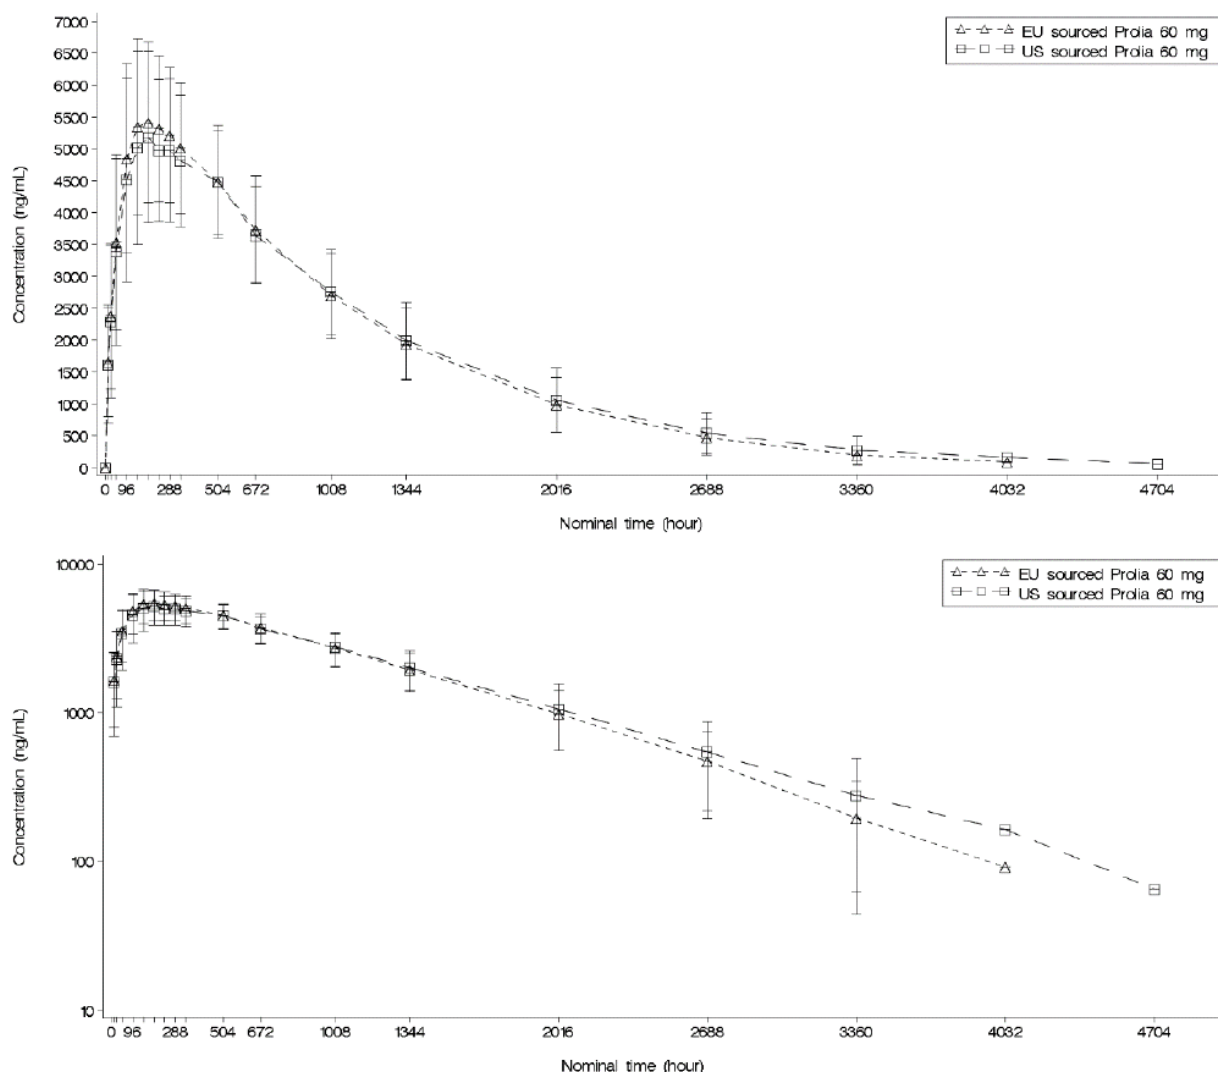 7000
6500
6000
5500
5000
4500
4000
3500
3000
2500
2000
1500
1000
500
0
Concentration (ng/mL)
EU sourced Prolia 60 mg
US sourced Prolia 60 mg
0 96 288 504 672 1008 1344 2016 2688 3360 4032 4704
Nominal time (hour)
10000
1000
100
10
Concentration (ng/mL)
EU sourced Prolia 60 mg
US sourced Prolia 60 mg
0 96 288 504 672 1008 1344 2016 2688 3360 4032 4704
Nominal time (hour)